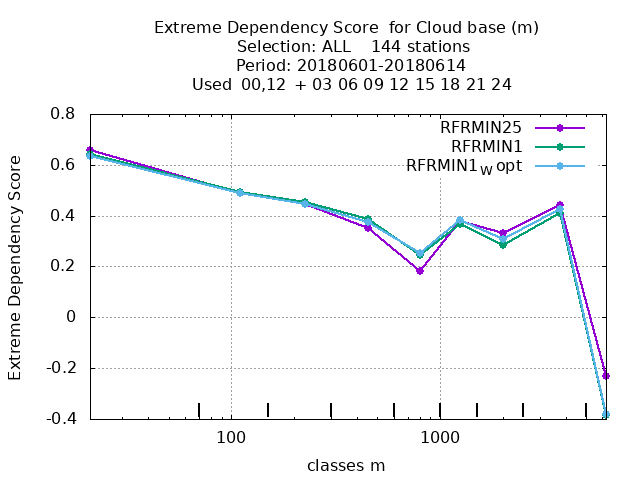 Extreme Dependency Score  for Cloud base (m)
Selection: ALL    144 stations
Period: 20180601-20180614
Used  00,12  + 03 06 09 12 15 18 21 24
RFRMIN25
RFRMIN1
RFRMIN1W opt
Extreme Dependency Score
0.8
0.6
0.4
0.2
0
-0.2
-0.4
100 1000
classes m